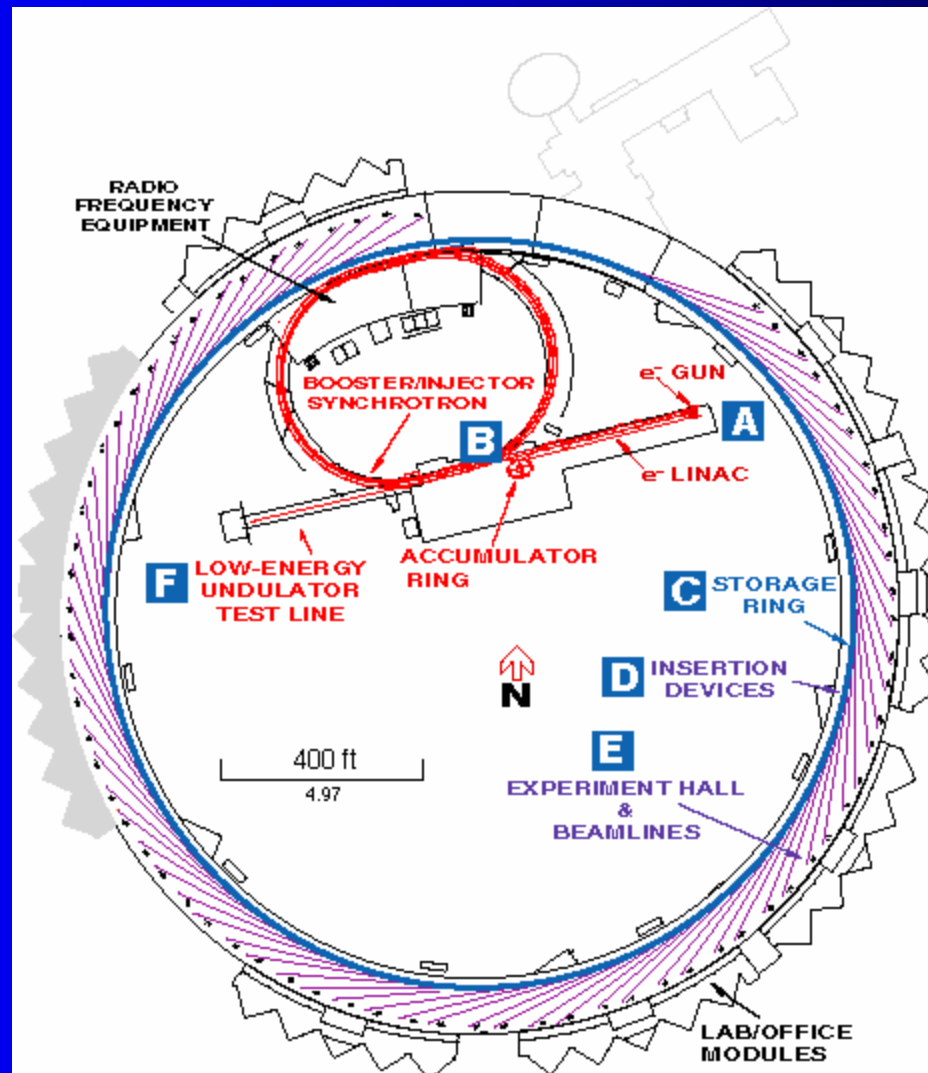 RADIO
FREQUENCY
EQUIPMENT
BOOSTER/INJECTOR
SYNCHROTRON
e- GUN
A
B
e- LINAC
ACCUMULATOR
RING
F
LOW-ENERGY
UNDULATOR
TEST LINE
C
STORAGE
RING
D
INSERTION
DEVICES
N
E
EXPERIMENT HALL
&
BEAMLINES
400 ft
4.97
LAB/OFFICE
MODULES